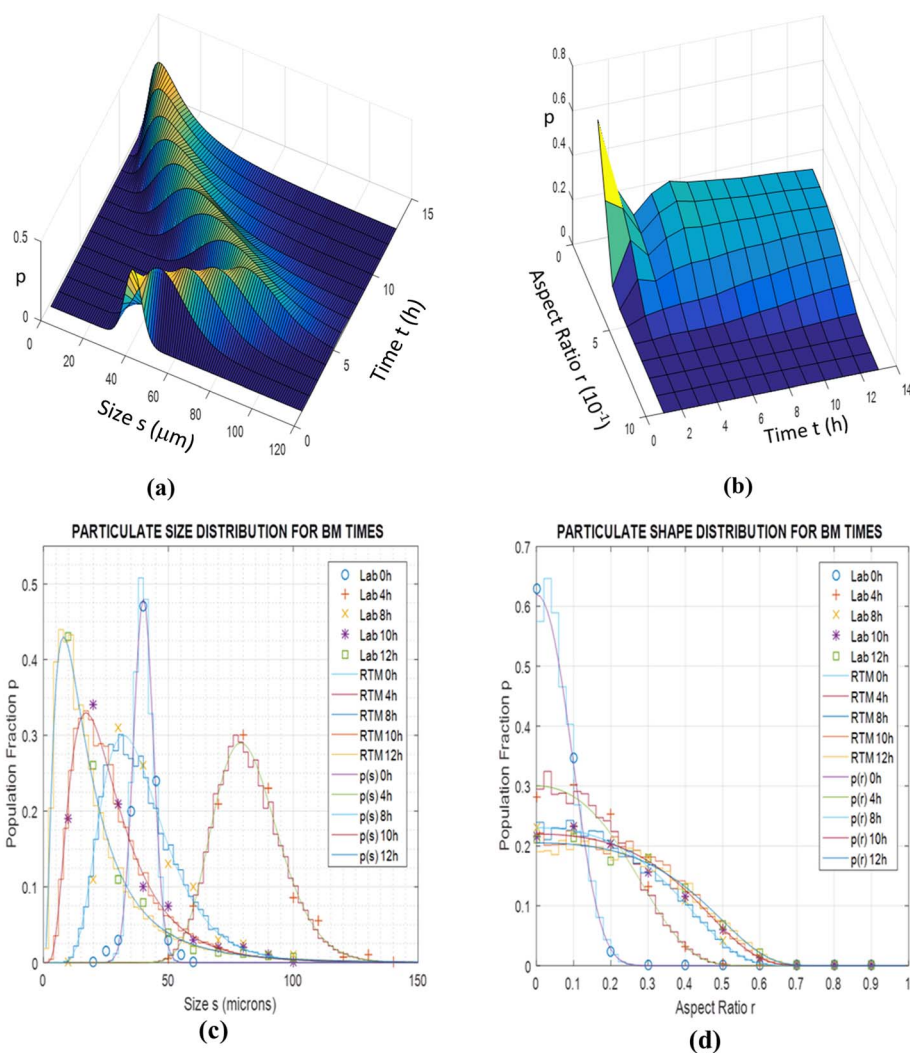 0.5
p
0
0
20
40
60
80
100
120
Size s (μm)
0
5
10
15
Time t (h)
(a)
0.8
p
0.6
0.4
0.2
0
0
5
10
Aspect Ratio r (10-1)
0
2
4
6
8
10
12
14
Time t (h)
(b)
PARTICULATE SIZE DISTRIBUTION FOR BM TIMES
0.5
0.4
0.3
0.2
0.1
0
Population Fraction p
Lab 0h
Lab 4h
Lab 8h
Lab 10h
Lab 12h
RTM 0h
RTM 4h
RTM 8h
RTM 10h
RTM 12h
p(s) 0h
p(s) 4h
p(s) 8h
p(s) 10h
p(s) 12h
0 50 100 150
Size s (microns)
(c)
PARTICULATE SHAPE DISTRIBUTION FOR BM TIMES
0.7
0.6
0.5
0.4
0.3
0.2
0.1
0
Population Fraction p
Lab 0h
Lab 4h
Lab 8h
Lab 10h
Lab 12h
RTM 0h
RTM 4h
RTM 8h
RTM 10h
RTM 12h
p(r) 0h
p(r) 4h
p(r) 8h
p(r) 10h
p(r) 12h
0 0.1 0.2 0.3 0.4 0.5 0.6 0.7 0.8 0.9 1
Aspect Ratio r
(d)